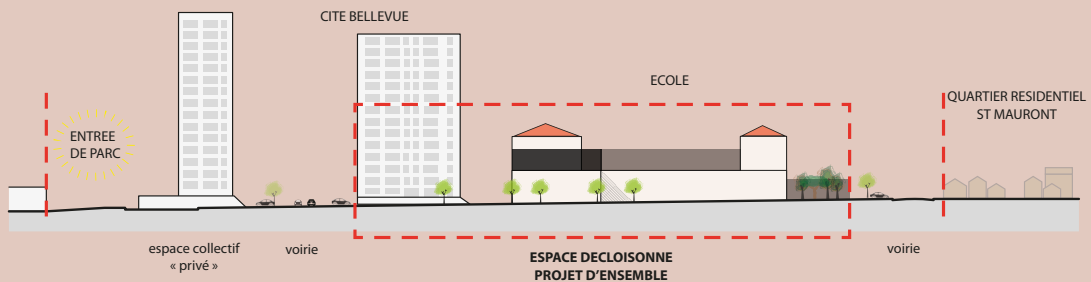 CITE BELLEVUE
ECOLE
QUARTIER RESIDENTIEL
ST MAURONT
ENTREE
DE PARC
espace collectif
« privé »
voirie
ESPACE DECLOISONNE
PROJET D'ENSEMBLE
voirie